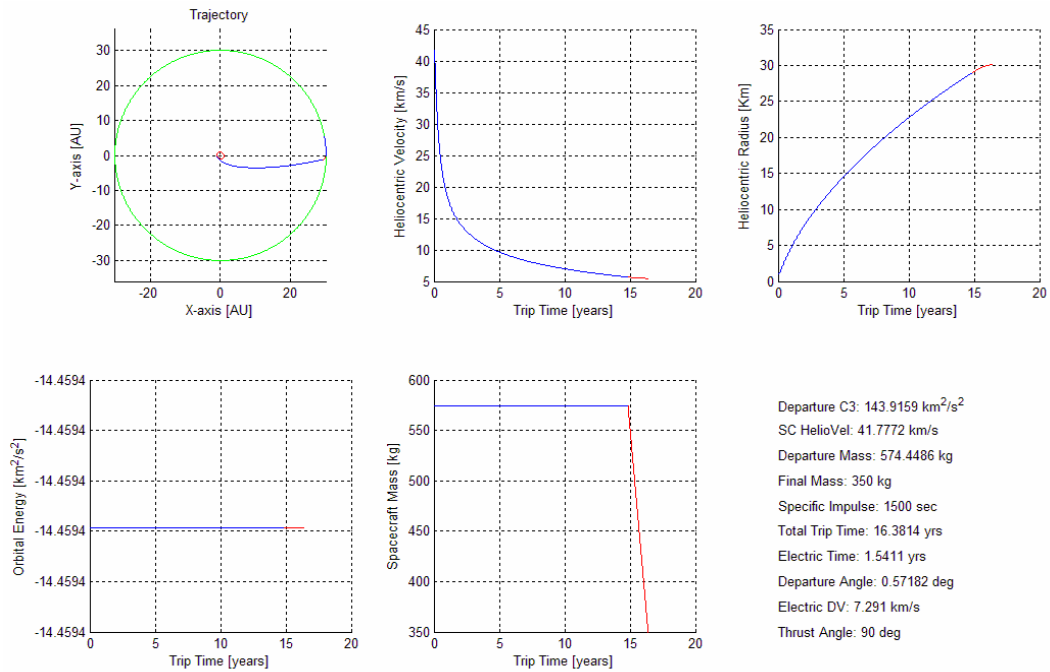 Trajectory
30
20
10
0
-10
-20
-30
Y-axis [AU]
-20 0 20
X-axis [AU]
45
40
35
30
25
20
15
10
5
Heliocentric Velocity [km/s]
0 5 10 15 20
Trip Time [years]
35
30
25
20
15
10
5
0
Heliocentric Radius [Km]
0 5 10 15 20
Trip Time [years]
-14.4594
-14.4594
-14.4594
-14.4594
-14.4594
-14.4594
Orbital Energy [km²/s²]
0 5 10 15 20
Trip Time [years]
600
550
500
450
400
350
Spacecraft Mass [kg]
0 5 10 15 20
Trip Time [years]
Departure C3: 143.9159 km²/s²
SC HelioVel: 41.7772 km/s
Departure Mass: 574.4486 kg
Final Mass: 350 kg
Specific Impulse: 1500 sec
Total Trip Time: 16.3814 yrs
Electric Time: 1.5411 yrs
Departure Angle: 0.57182 deg
Electric DV: 7.291 km/s
Thrust Angle: 90 deg